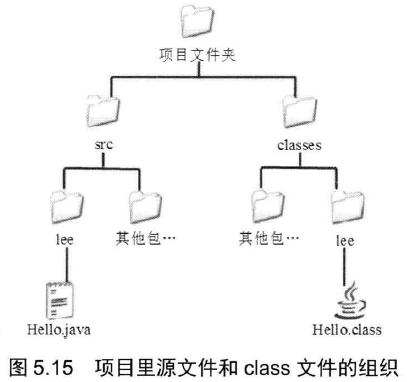 项目文件夹
src
classes
lee
其他包…
其他包…
lee
Hello.java
Hello.class
图 5.15 项目里源文件和 class 文件的组织